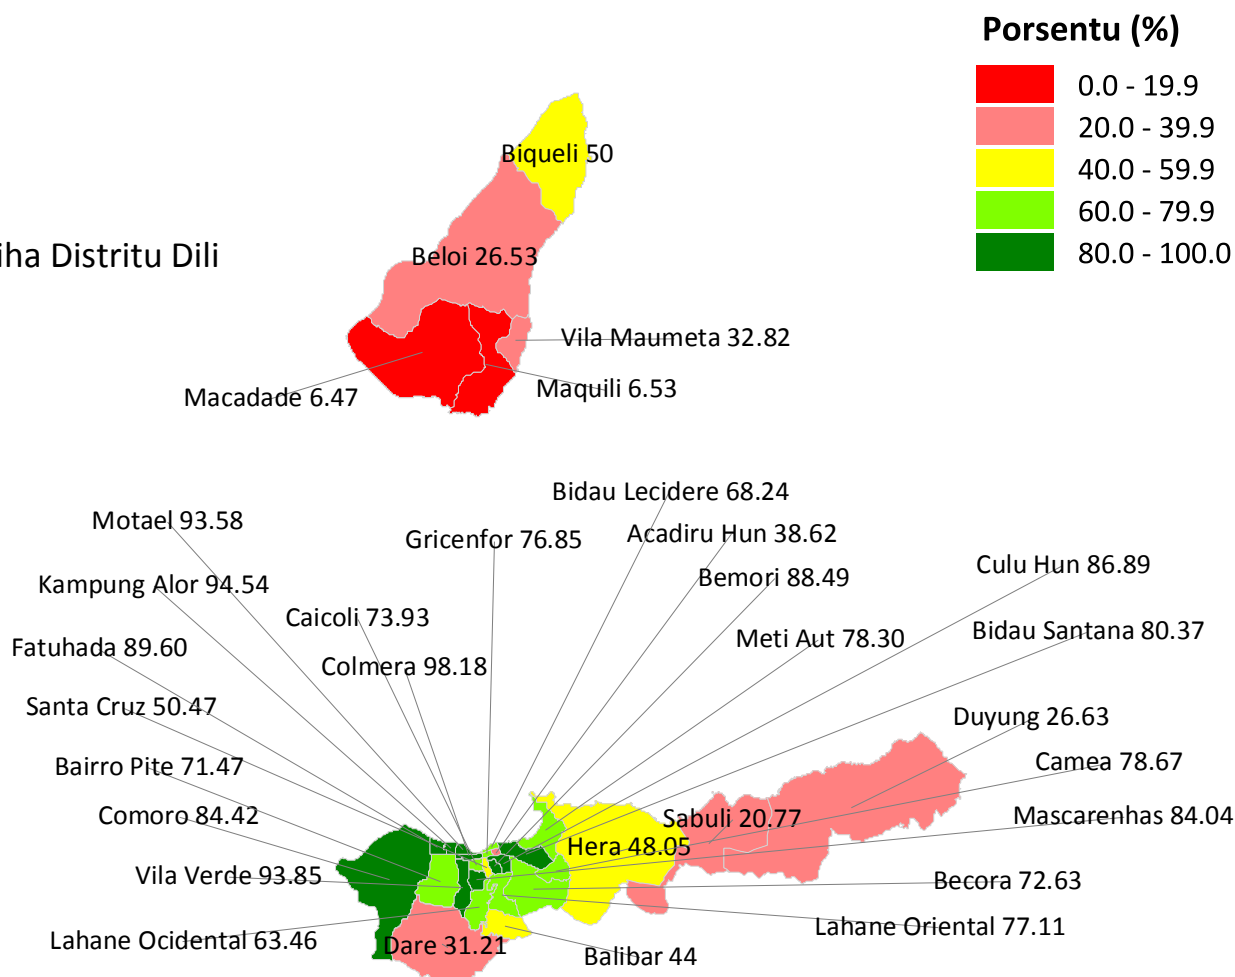 Porsentu (%)
0.0 - 19.9
20.0 - 39.9
40.0 - 59.9
60.0 - 79.9
80.0 - 100.0
iha Distritu Dili
Biqueli 50
Beloi 26.53
Vila Maumeta 32.82
Maquili 6.53
Macadade 6.47
Bidau Lecidere 68.24
Motael 93.58
Acadiru Hun 38.62
Gricenfor 76.85
Culu Hun 86.89
Bemori 88.49
Kampung Alor 94.54
Caicoli 73.93
Bidau Santana 80.37
Meti Aut 78.30
Fatuhada 89.60
Colmera 98.18
Santa Cruz 50.47
Duyung 26.63
Camea 78.67
Bairro Pite 71.47
Comoro 84.42
Mascarenhas 84.04
Sabuli 20.77
Hera 48.05
Vila Verde 93.85
Becora 72.63
Lahane Oriental 77.11
Lahane Ocidental 63.46
Dare 31.21
Balibar 44